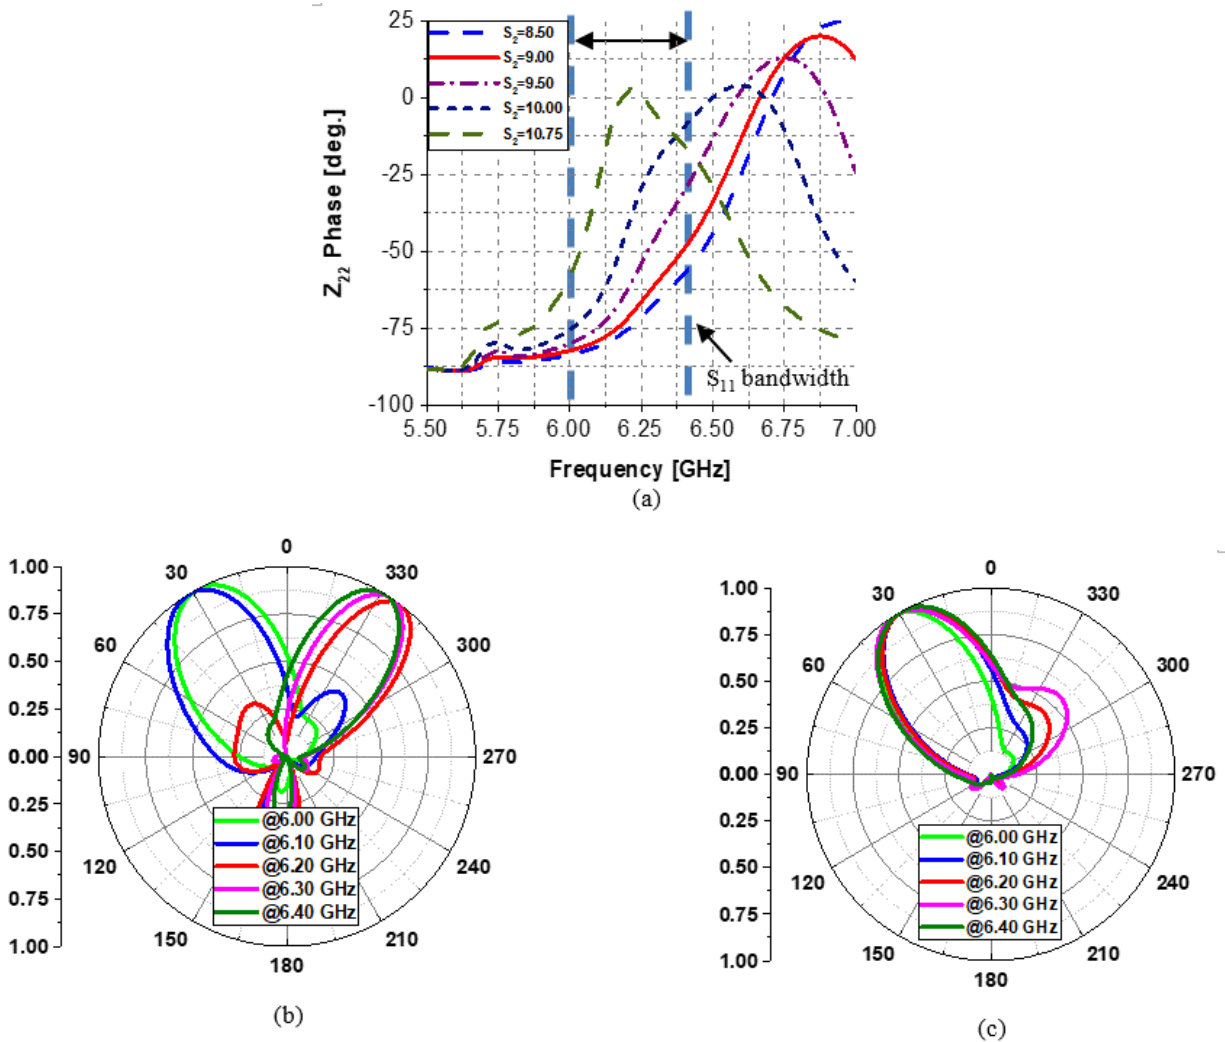 25
0
-25
-50
-75
-100
Z22 Phase [deg.]
S2=8.50
S2=9.00
S2=9.50
S2=10.00
S2=10.75
S11 bandwidth
5.50 5.75 6.00 6.25 6.50 6.75 7.00
Frequency [GHz]
(a)
1.00
0.75
0.50
0.25
0.00
0.25
0.50
0.75
1.00
0
30
330
60
300
90
270
120
240
150
210
180
@6.00 GHz
@6.10 GHz
@6.20 GHz
@6.30 GHz
@6.40 GHz
(b)
1.00
0.75
0.50
0.25
0.00
0.25
0.50
0.75
1.00
0
30
330
60
300
90
270
120
240
150
210
180
@6.00 GHz
@6.10 GHz
@6.20 GHz
@6.30 GHz
@6.40 GHz
(c)